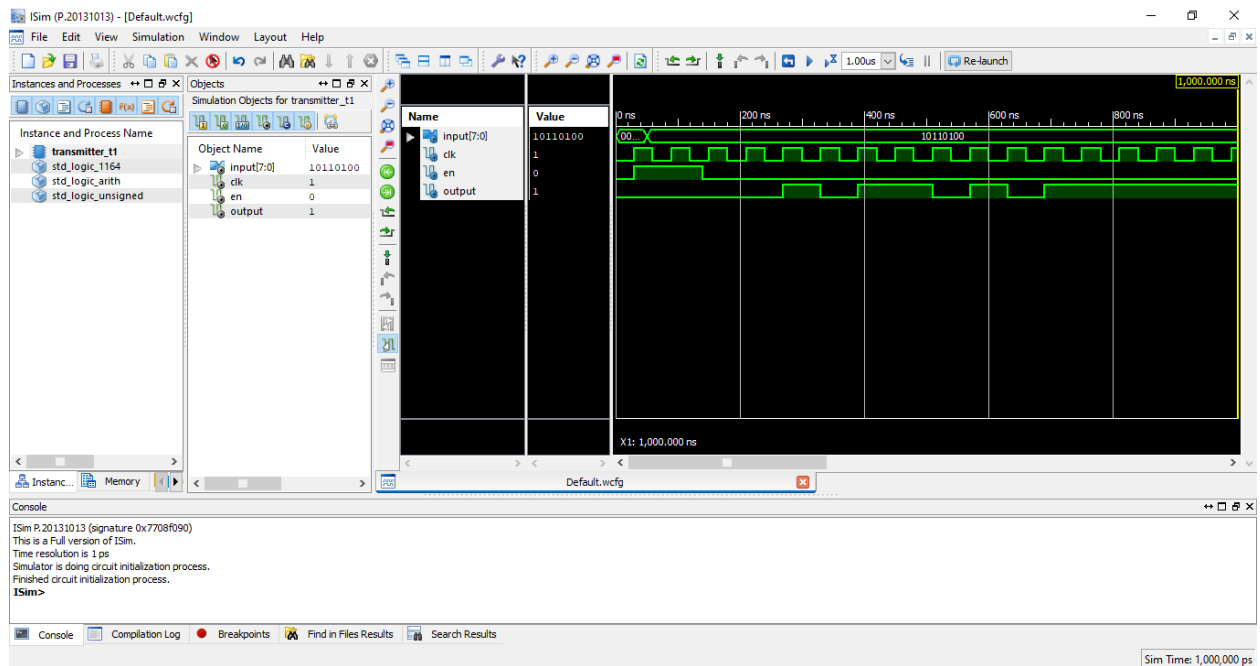 ISim (P.20131013) - [Default.wcfg]
File Edit View Simulation Window Layout Help
1.00us
Re-launch
Instances and Processes
Instance and Process Name
transmitter_t1
std_logic_1164
std_logic_arith
std_logic_unsigned
Instanc...
Memory
Objects
Simulation Objects for transmitter_t1
Object Name Value
input[7:0] 10110100
clk 1
en 0
output 1
Name Value
input[7:0] 10110100
clk 1
en 0
output 1
1,000.000 ns
0 ns 200 ns 400 ns 600 ns 800 ns
00... 10110100
X1: 1,000.000 ns
Default.wcfg
Console
ISim P.20131013 (signature 0x7708f090)
This is a Full version of ISim.
Time resolution is 1 ps
Simulator is doing circuit initialization process.
Finished circuit initialization process.
ISim>
Console Compilation Log Breakpoints Find in Files Results Search Results
Sim Time: 1,000,000 ps